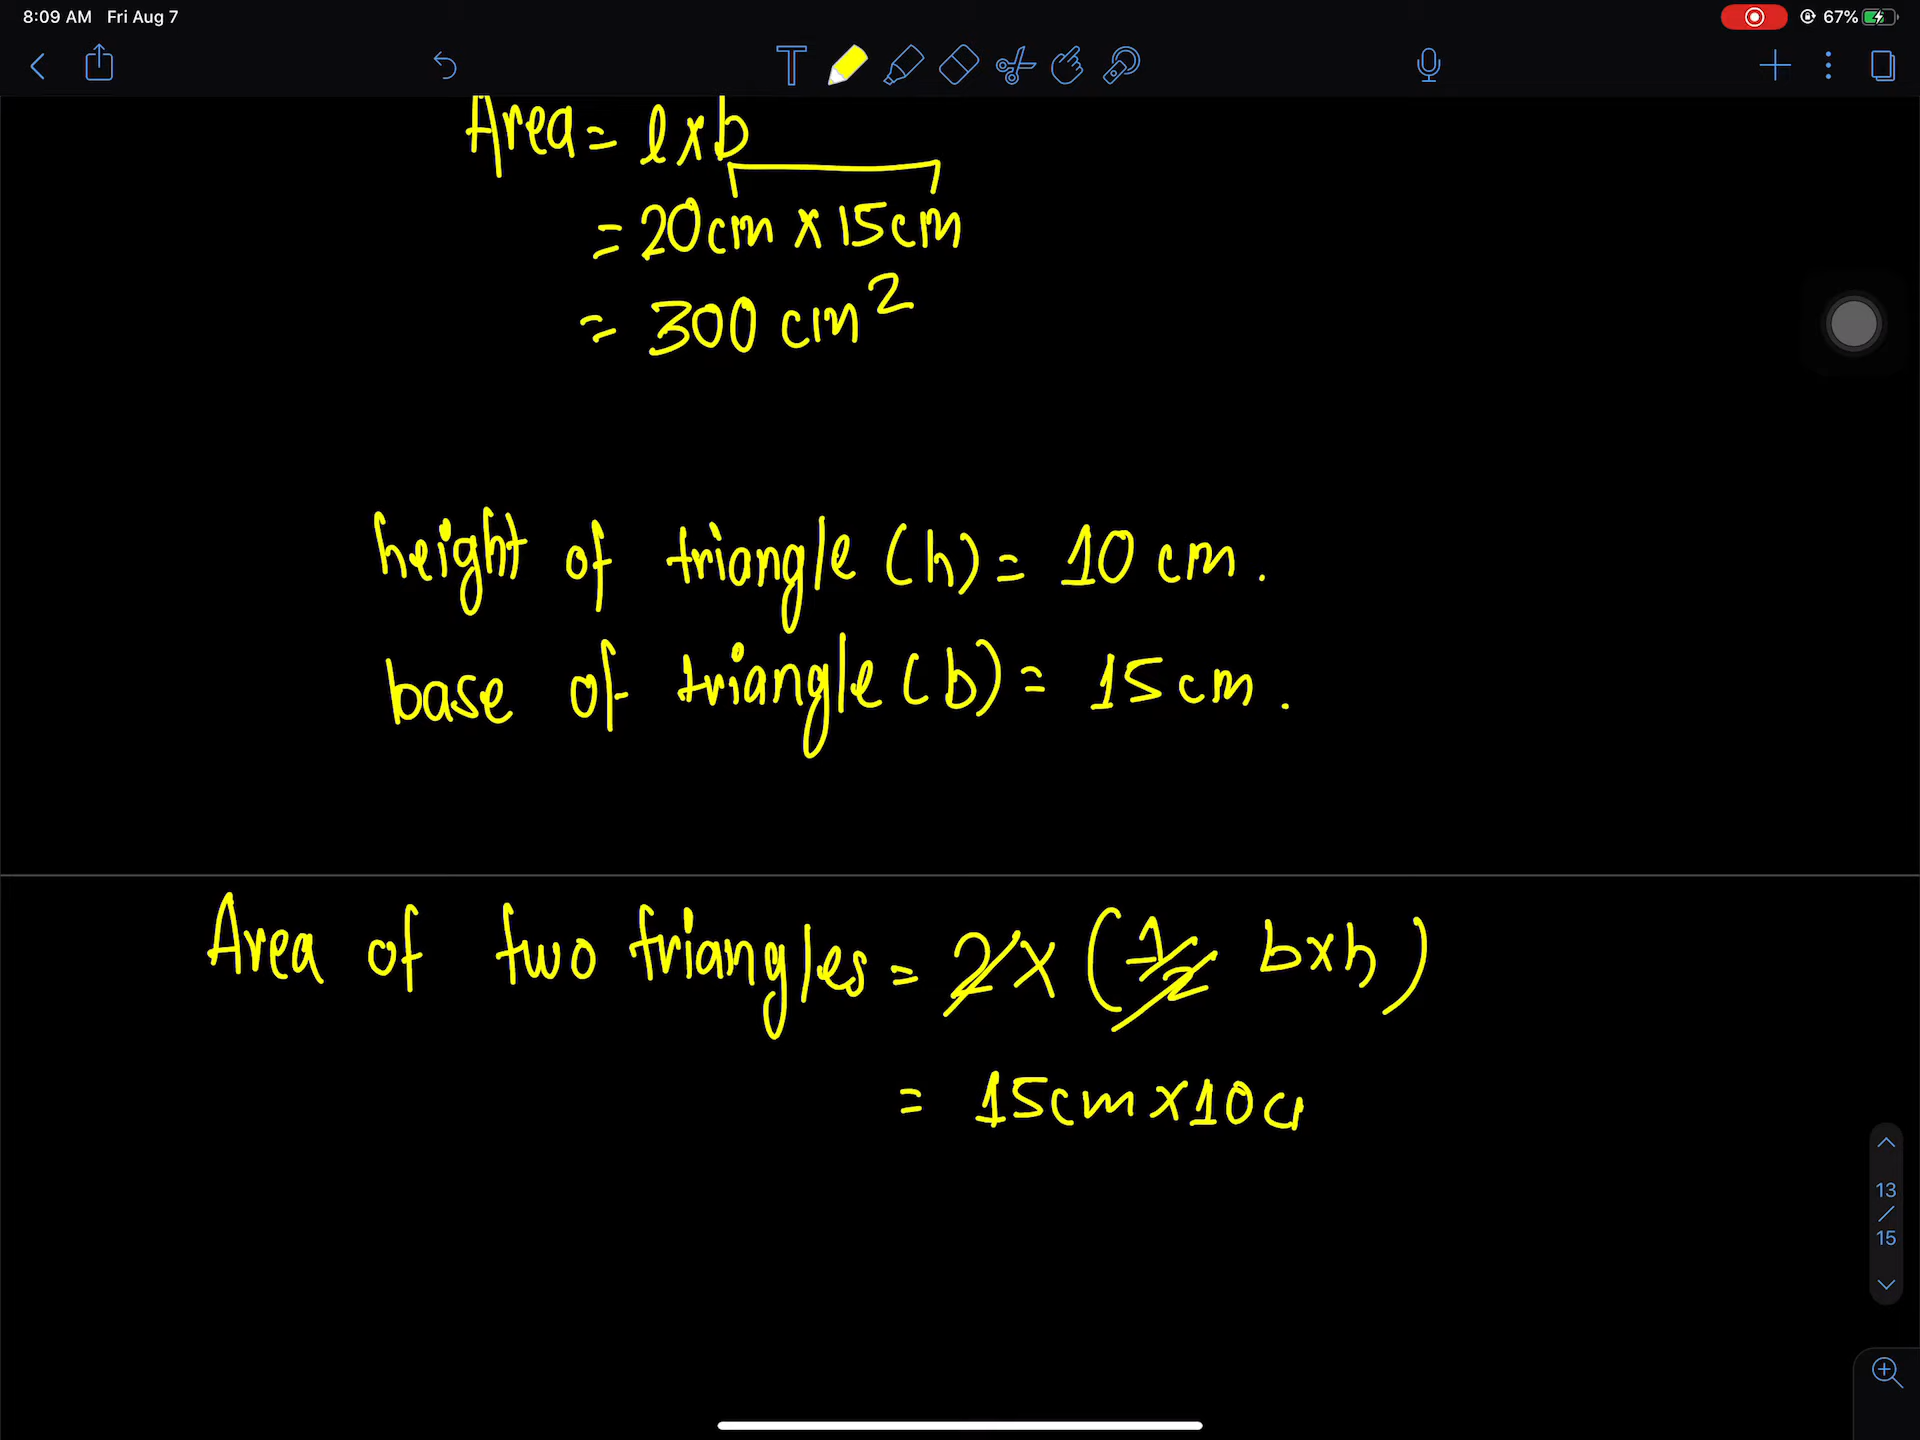 8:09 AM Fri Aug 7 67%
T
Area = l x b
= 20cm x 15cm
= 300 cm²
height of triangle (h) = 10 cm.
base of triangle (b) = 15 cm.
Area of two triangles = 2 x (1/2 b x h)
= 15cm x 10c
13
/
15